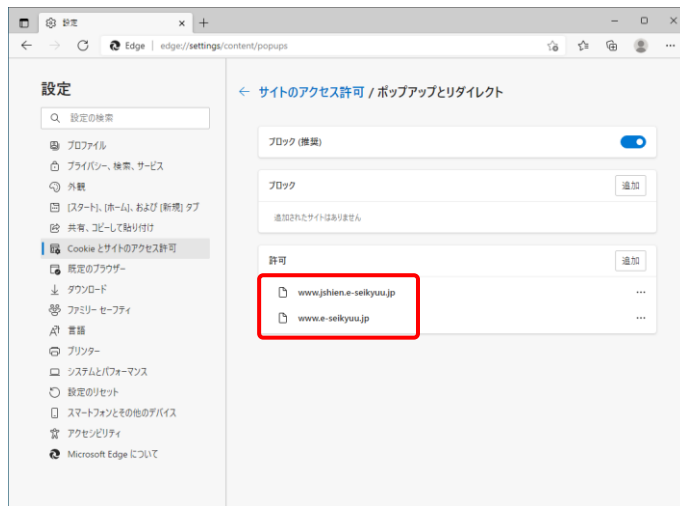 設定
Edge | edge://settings/content/popups
設定
設定の検索
プロファイル
プライバシー、検索、サービス
外観
[スタート]、[ホーム]、および [新規] タブ
共有、コピーして貼り付け
Cookie とサイトのアクセス許可
既定のブラウザー
ダウンロード
ファミリー セーフティ
言語
プリンター
システムとパフォーマンス
設定のリセット
スマートフォンとその他のデバイス
アクセシビリティ
Microsoft Edge について
サイトのアクセス許可 / ポップアップとリダイレクト
ブロック (推奨)
ブロック
追加
追加されたサイトはありません
許可
追加
www.jshien.e-seikyuu.jp
www.e-seikyuu.jp